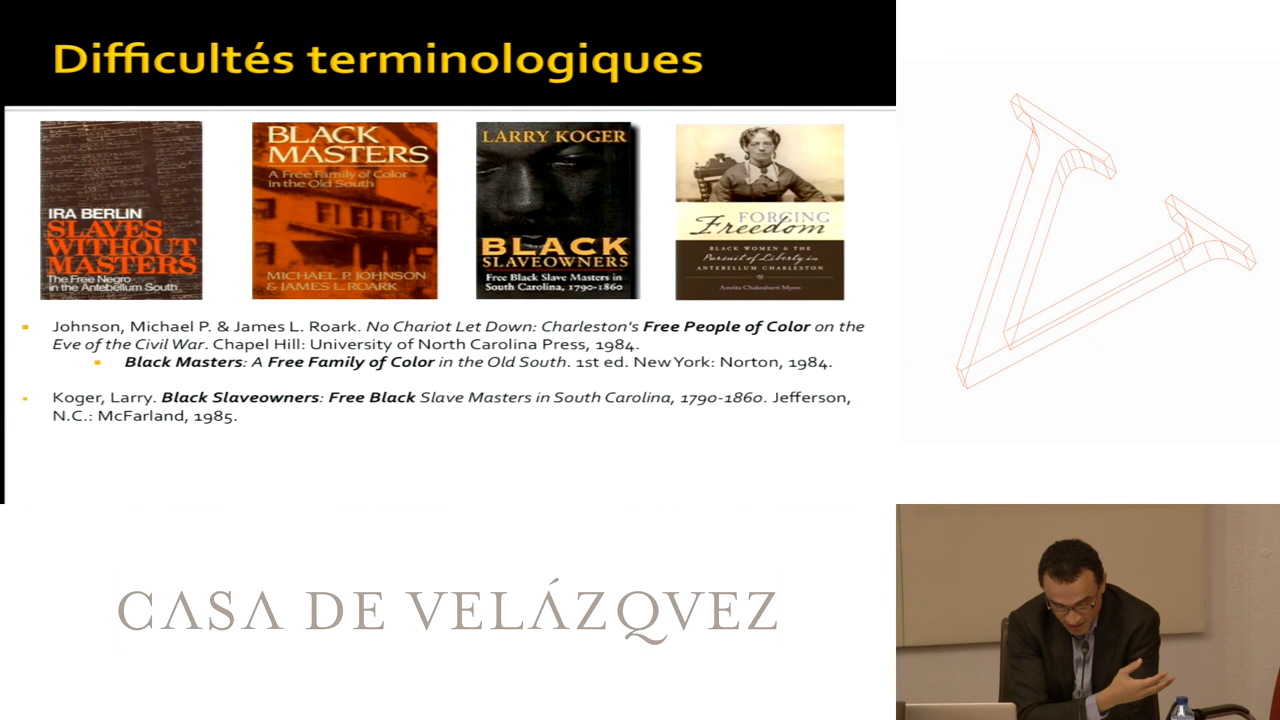 Difficultés terminologiques
IRA BERLIN
SLAVES
WITHOUT
MASTERS
The Free Negro
in the Antebellum South
BLACK
MASTERS
A Free Family of Color
in the Old South
MICHAEL P. JOHNSON
& JAMES L. ROARK
LARRY KOGER
BLACK
SLAVEOWNERS
Free Black Slave Masters in
South Carolina, 1790-1860
FORGING
Freedom
BLACK WOMEN & THE
Pursuit of Liberty in
ANTEBELLUM CHARLESTON
Amrita Chakrabarti Myers
Johnson, Michael P. & James L. Roark. No Chariot Let Down: Charleston's Free People of Color on the
Eve of the Civil War. Chapel Hill: University of North Carolina Press, 1984.
Black Masters: A Free Family of Color in the Old South. 1st ed. New York: Norton, 1984.
Koger, Larry. Black Slaveowners: Free Black Slave Masters in South Carolina, 1790-1860. Jefferson,
N.C.: McFarland, 1985.
CASA DE VELÁZQVEZ